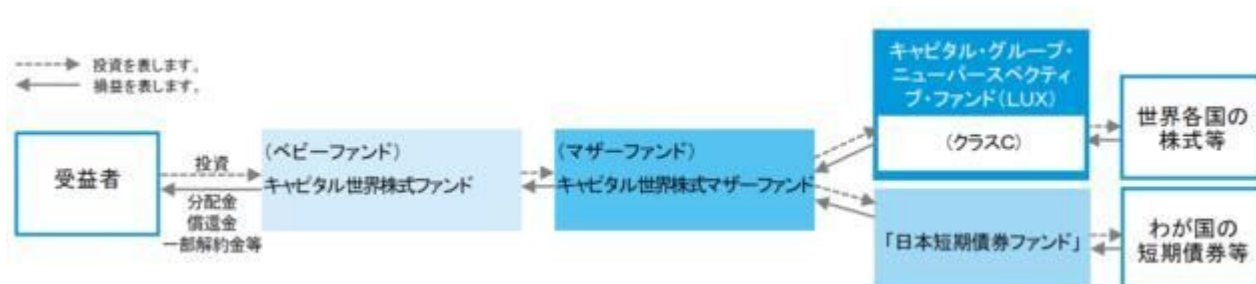 投資を表します。
損益を表します。
受益者
投資
分配金
償還金
一部解約金等
(ベビーファンド)
キャピタル世界株式ファンド
(マザーファンド)
キャピタル世界株式マザーファンド
キャピタル・グループ・
ニューパースペクティ
ブ・ファンド(LUX)
(クラスC)
「日本短期債券ファンド」
世界各国の
株式等
わが国の
短期債券等